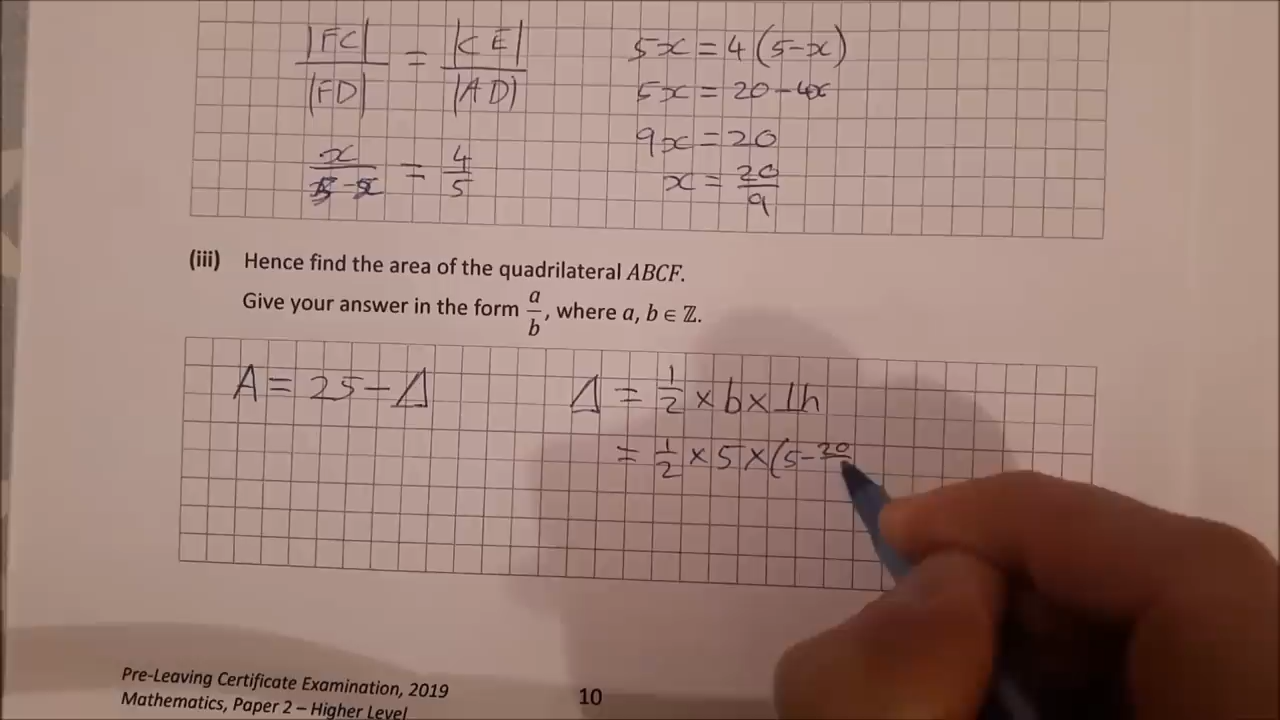 |FC| / |FD| = |CE| / |AD|
x / 5-x = 4 / 5
5x = 4(5-x)
5x = 20-4x
9x = 20
x = 20/9
(iii) Hence find the area of the quadrilateral ABCF.
Give your answer in the form a/b, where a, b ∈ ℤ.
A = 25 - Δ
Δ = 1/2 × b × ⊥h
= 1/2 × 5 × (5-20
Pre-Leaving Certificate Examination, 2019
Mathematics, Paper 2 – Higher Level
10